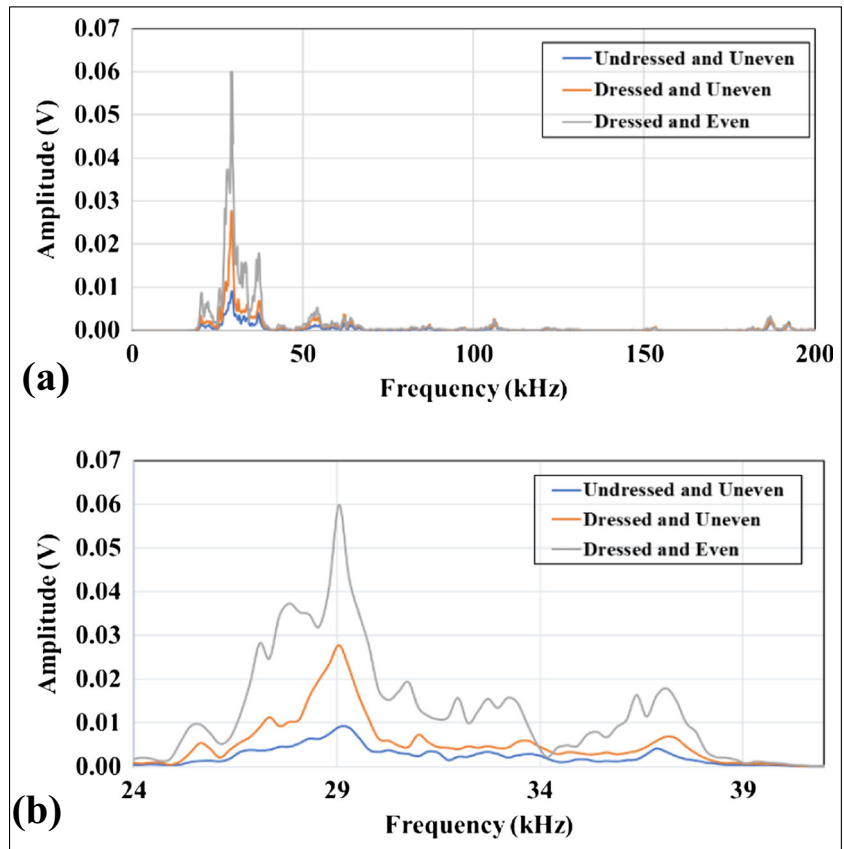 0.07
0.06
0.05
0.04
0.03
0.02
0.01
0.00
Amplitude (V)
Undressed and Uneven
Dressed and Uneven
Dressed and Even
0 50 100 150 200
Frequency (kHz)
(a)
0.07
0.06
0.05
0.04
0.03
0.02
0.01
0.00
Amplitude (V)
Undressed and Uneven
Dressed and Uneven
Dressed and Even
24 29 34 39
Frequency (kHz)
(b)